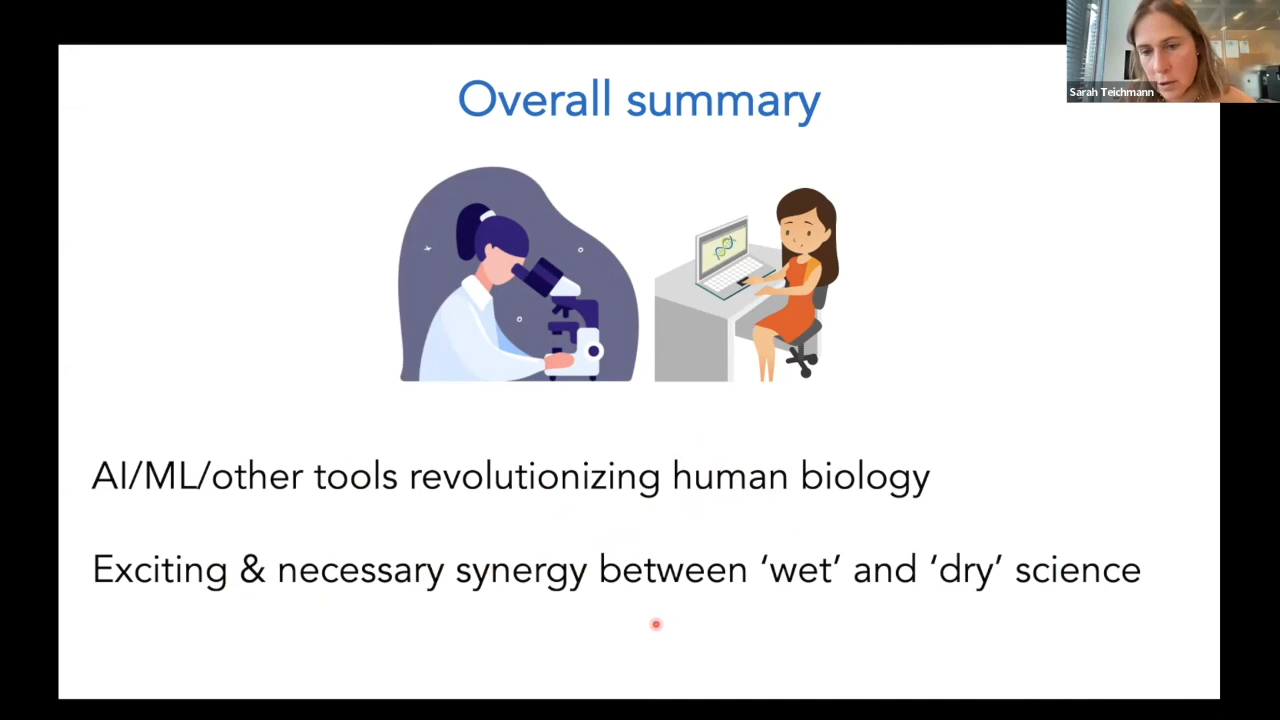 Sarah Teichmann
Overall summary
AI/ML/other tools revolutionizing human biology
Exciting & necessary synergy between ‘wet’ and ‘dry’ science